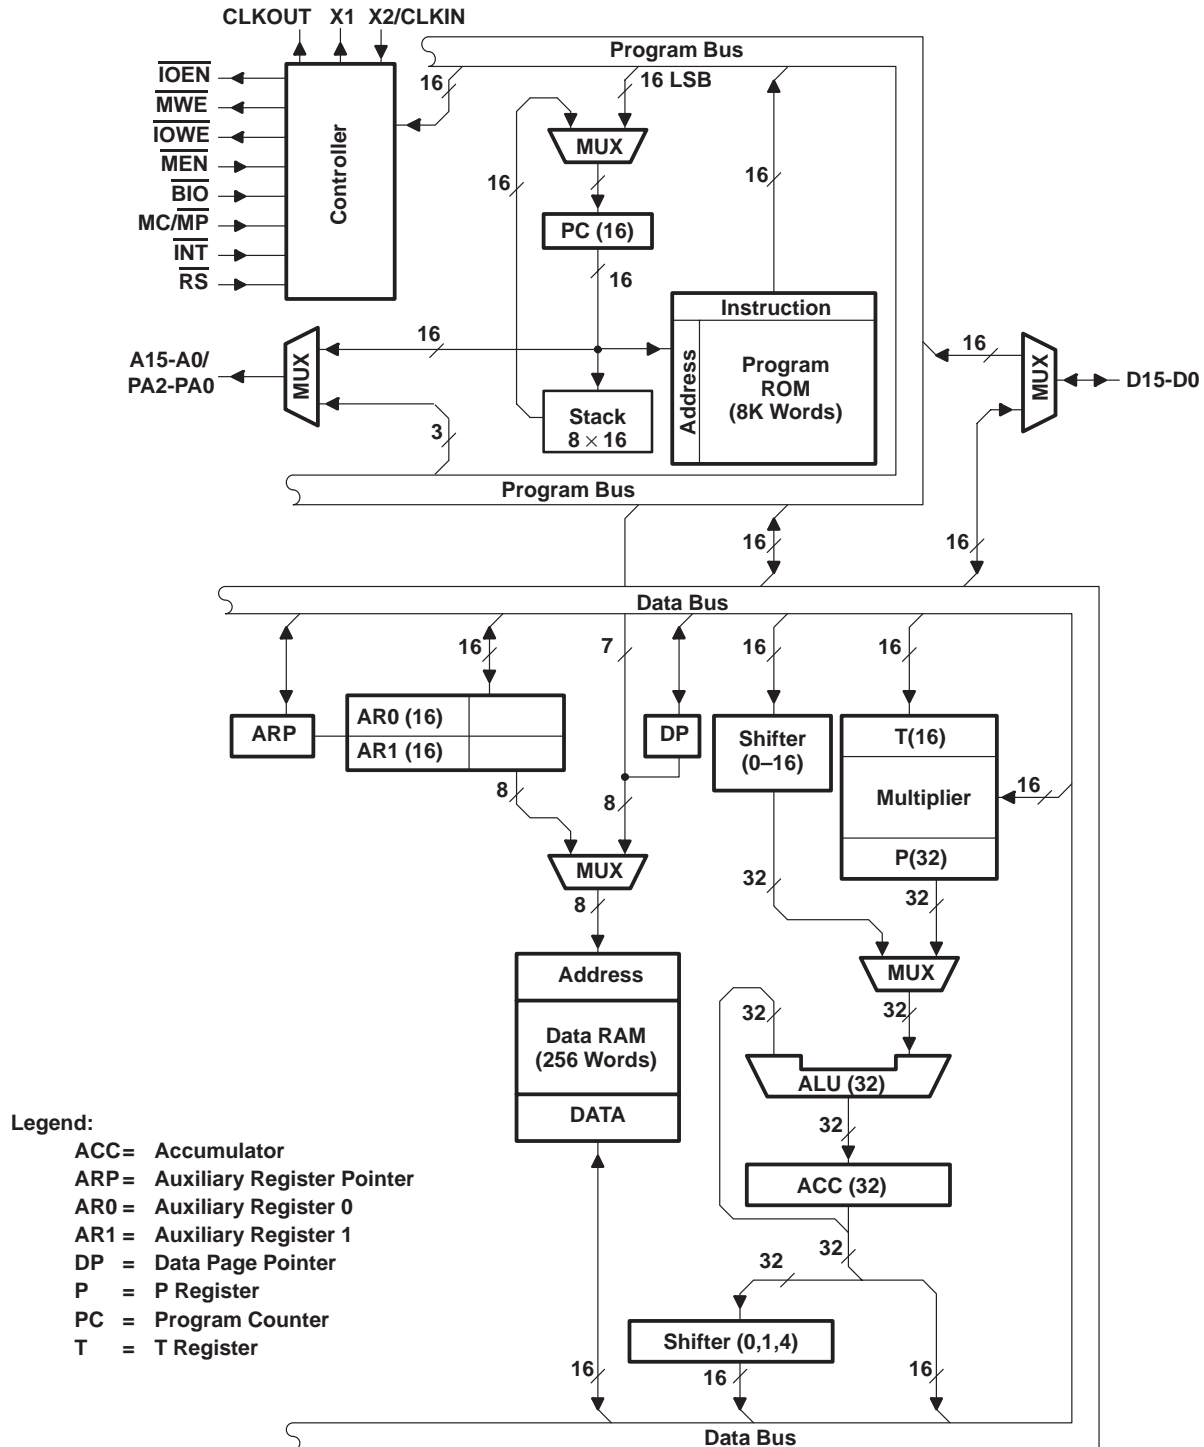 CLKOUT X1 X2/CLKIN
Program Bus
IOEN
MWE
IOWE
MEN
BIO
MC/MP
INT
RS
Controller
16
16 LSB
MUX
16
16
PC (16)
16
Instruction
Address
Program
ROM
(8K Words)
A15-A0/
PA2-PA0
MUX
16
3
Stack
8 × 16
16
MUX
D15-D0
Program Bus
16
16
Data Bus
16
7
16
16
ARP
AR0 (16)
AR1 (16)
DP
Shifter
(0–16)
T(16)
Multiplier
P(32)
16
8
8
MUX
8
32
32
MUX
Address
Data RAM
(256 Words)
DATA
32
32
ALU (32)
32
ACC (32)
32
32
Shifter (0,1,4)
16
16
16
Data Bus
Legend:
ACC = Accumulator
ARP = Auxiliary Register Pointer
AR0 = Auxiliary Register 0
AR1 = Auxiliary Register 1
DP = Data Page Pointer
P = P Register
PC = Program Counter
T = T Register